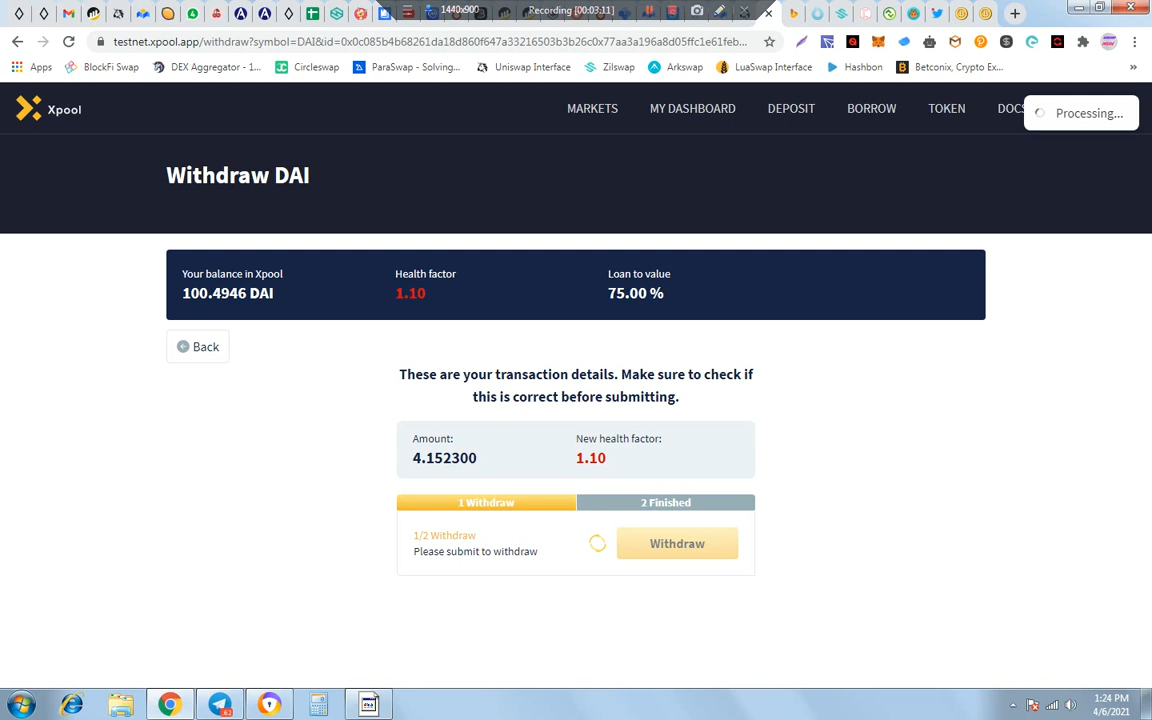 1440x900
Recording [00:03:11]
testnet.xpool.app/withdraw?symbol=DAI&id=0x0c085b4b68261da18d860f647a33216503b3b26c0x77aa3a196a8d05ffc1e61feb...
Apps BlockFi Swap DEX Aggregator - 1... Circleswap ParaSwap - Solving... Uniswap Interface Zilswap Arkswap LuaSwap Interface Hashbon Betconix, Crypto Ex... »
Xpool MARKETS MY DASHBOARD DEPOSIT BORROW TOKEN DOCS
Processing...
Withdraw DAI
Your balance in Xpool Health factor Loan to value
100.4946 DAI 1.10 75.00 %
Back
These are your transaction details. Make sure to check if
this is correct before submitting.
Amount: New health factor:
4.152300 1.10
1 Withdraw 2 Finished
1/2 Withdraw
Please submit to withdraw
Withdraw
1:24 PM
4/6/2021